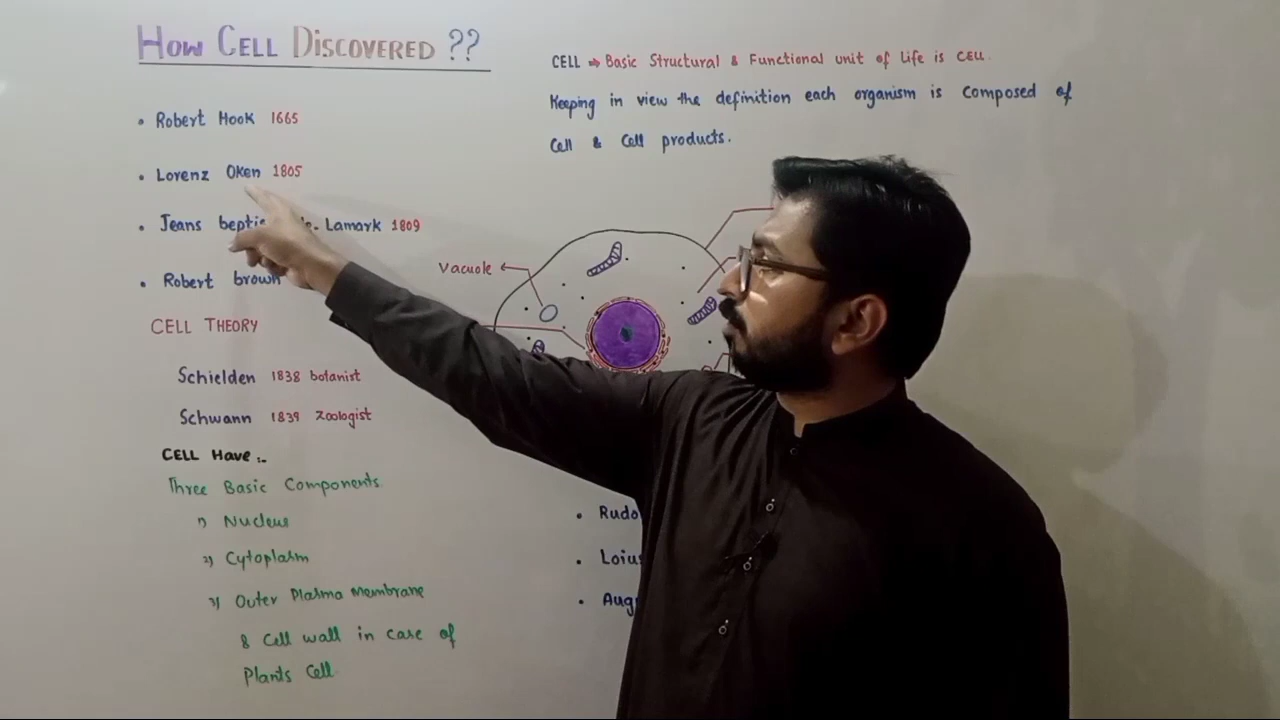 How Cell Discovered ??
• Robert Hook 1665
• Lorenz Oken 1805
• Jeans beptis Lamark 1809
• Robert brown
CELL THEORY
Schielden 1838 botanist
Schwann 1839 Zoologist
CELL Have :-
Three Basic Components
1) Nucleus
2) Cytoplasm
3) Outer Plasma Membrane
& Cell wall in case of
Plants Cell
CELL → Basic Structural & Functional unit of Life is CELL.
Keeping in view the definition each organism is composed of
Cell & Cell products.
Vacuole
• Rudo
• Loius
• Aug